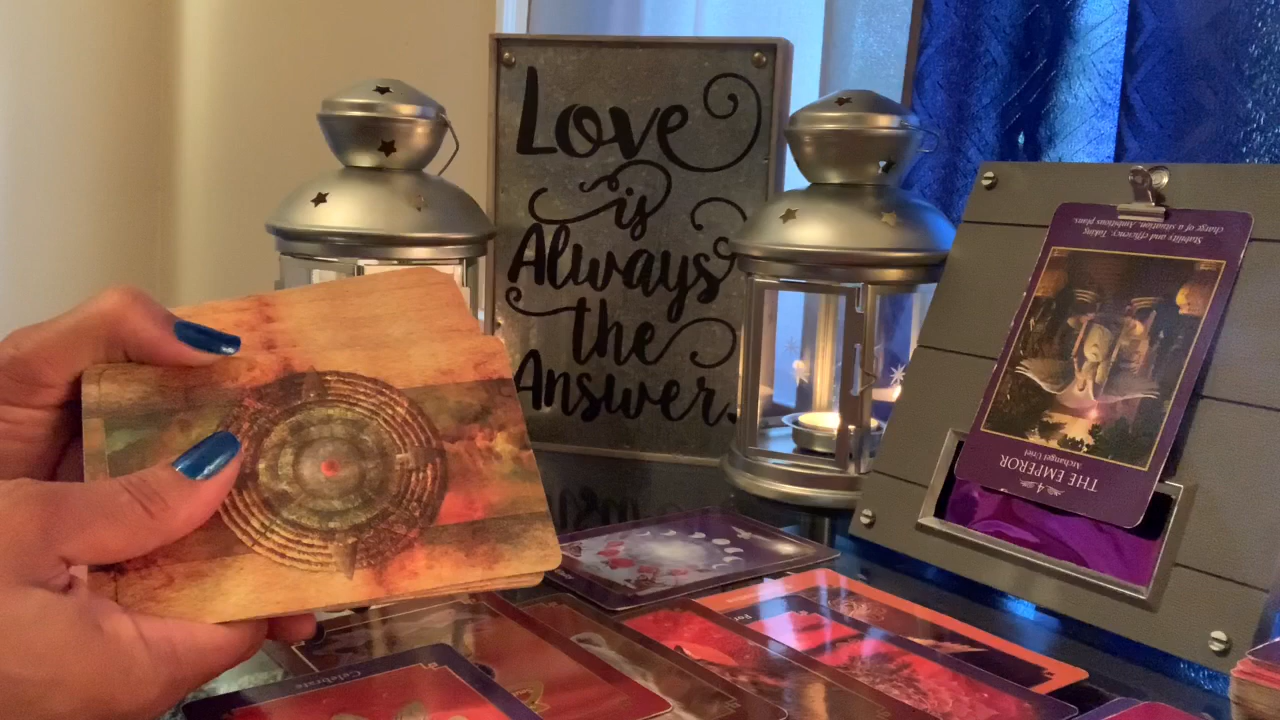 Love
is
Always
the
Answer.
4
THE EMPEROR
Archangel Uriel
Stability and efficiency. Taking
charge of a situation. Ambitious plans.
Celebrate